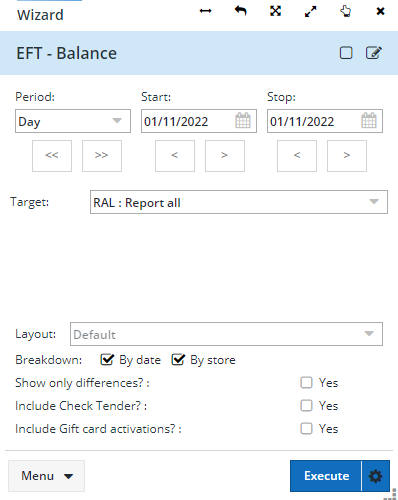 Wizard
EFT - Balance
Period: Start: Stop:
Day 01/11/2022 01/11/2022
<< >> < > < >
Target: RAL : Report all
Layout: Default
Breakdown: By date By store
Show only differences? : Yes
Include Check Tender? : Yes
Include Gift card activations? : Yes
Menu Execute